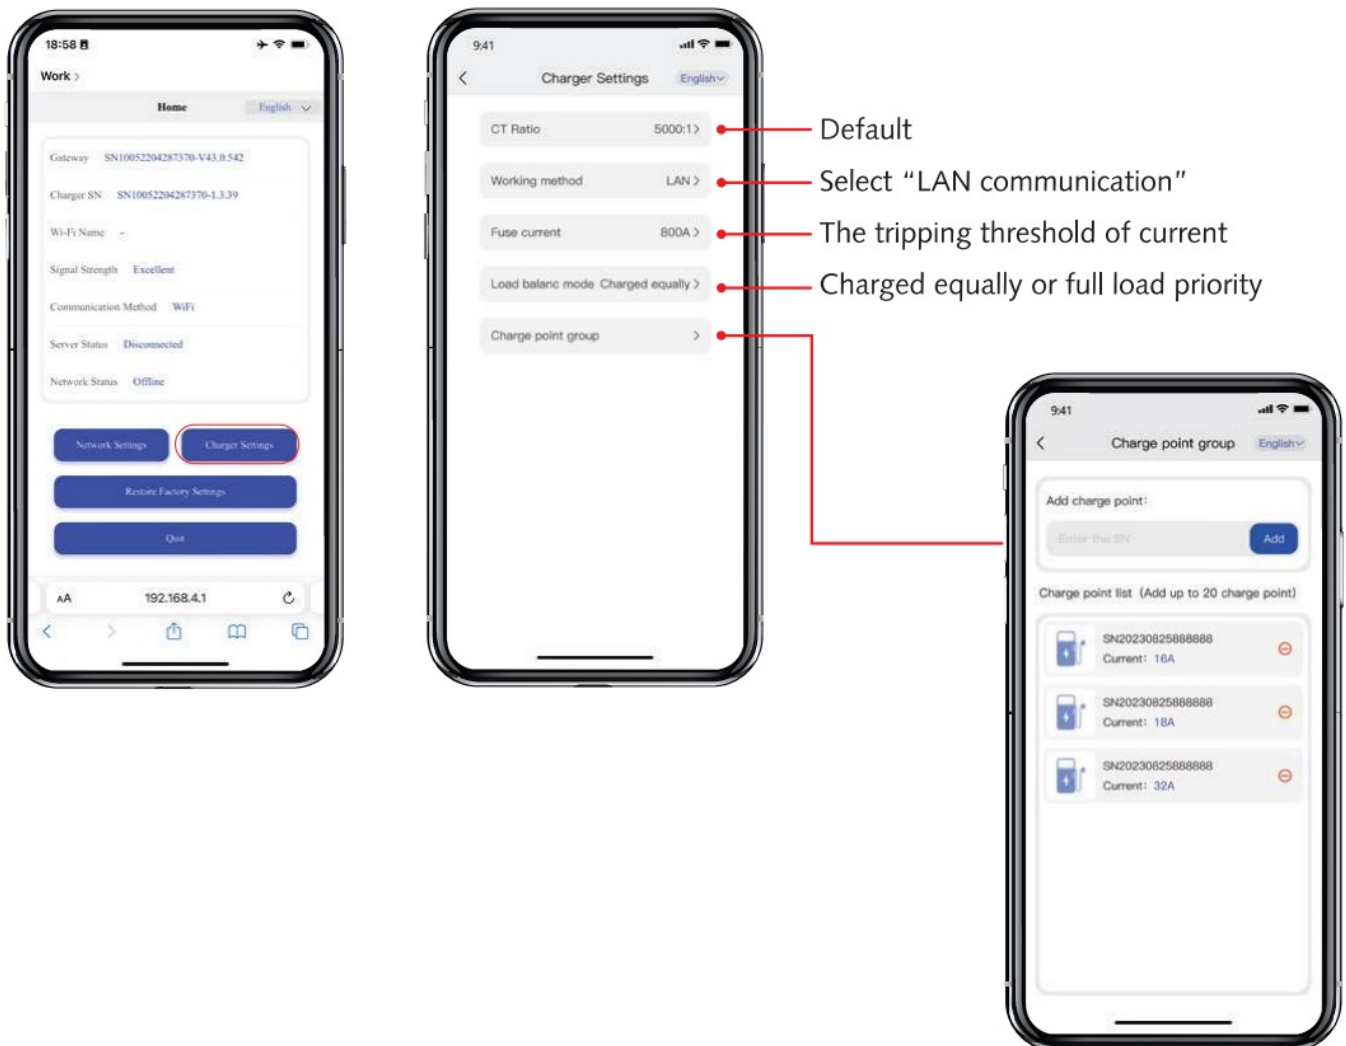 18:58
Work >
Home English
Gateway SN10052204287370-V43.0.542
Charger SN SN10052204287370-1.3.39
Wi-Fi Name -
Signal Strength Excellent
Communication Method WiFi
Server Status Disconnected
Network Status Offline
Network Settings Charger Settings
Restore Factory Settings
Quit
AA 192.168.4.1
9:41
Charger Settings English
CT Ratio 5000:1 >
Working method LAN >
Fuse current 800A >
Load balanc mode Charged equally >
Charge point group >
Default
Select “LAN communication”
The tripping threshold of current
Charged equally or full load priority
9:41
Charge point group English
Add charge point:
Enter the SN Add
Charge point list (Add up to 20 charge point)
SN20230825888888
Current: 16A
SN20230825888888
Current: 18A
SN20230825888888
Current: 32A